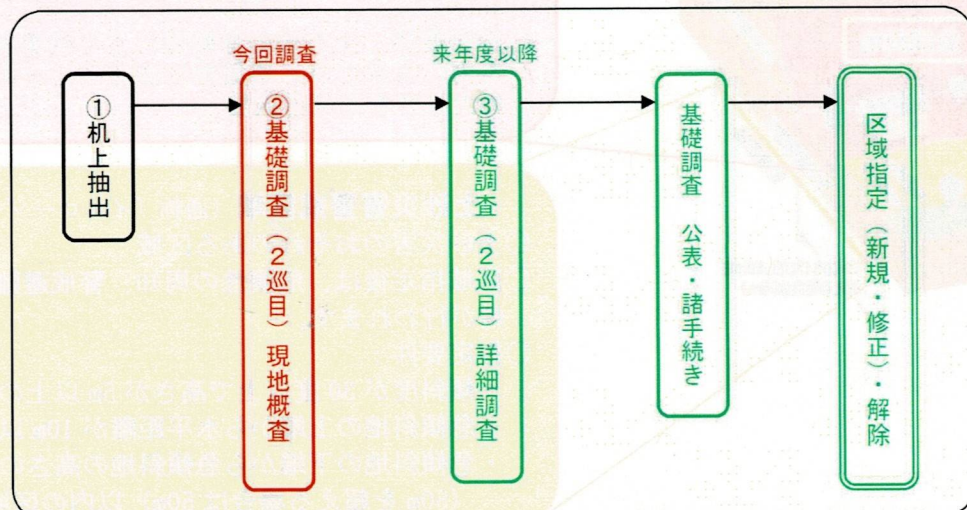 今回調査
来年度以降
①机上抽出
②基礎調査（２巡目）現地概査
③基礎調査（２巡目）詳細調査
基礎調査　公表・諸手続き
区域指定（新規・修正）・解除